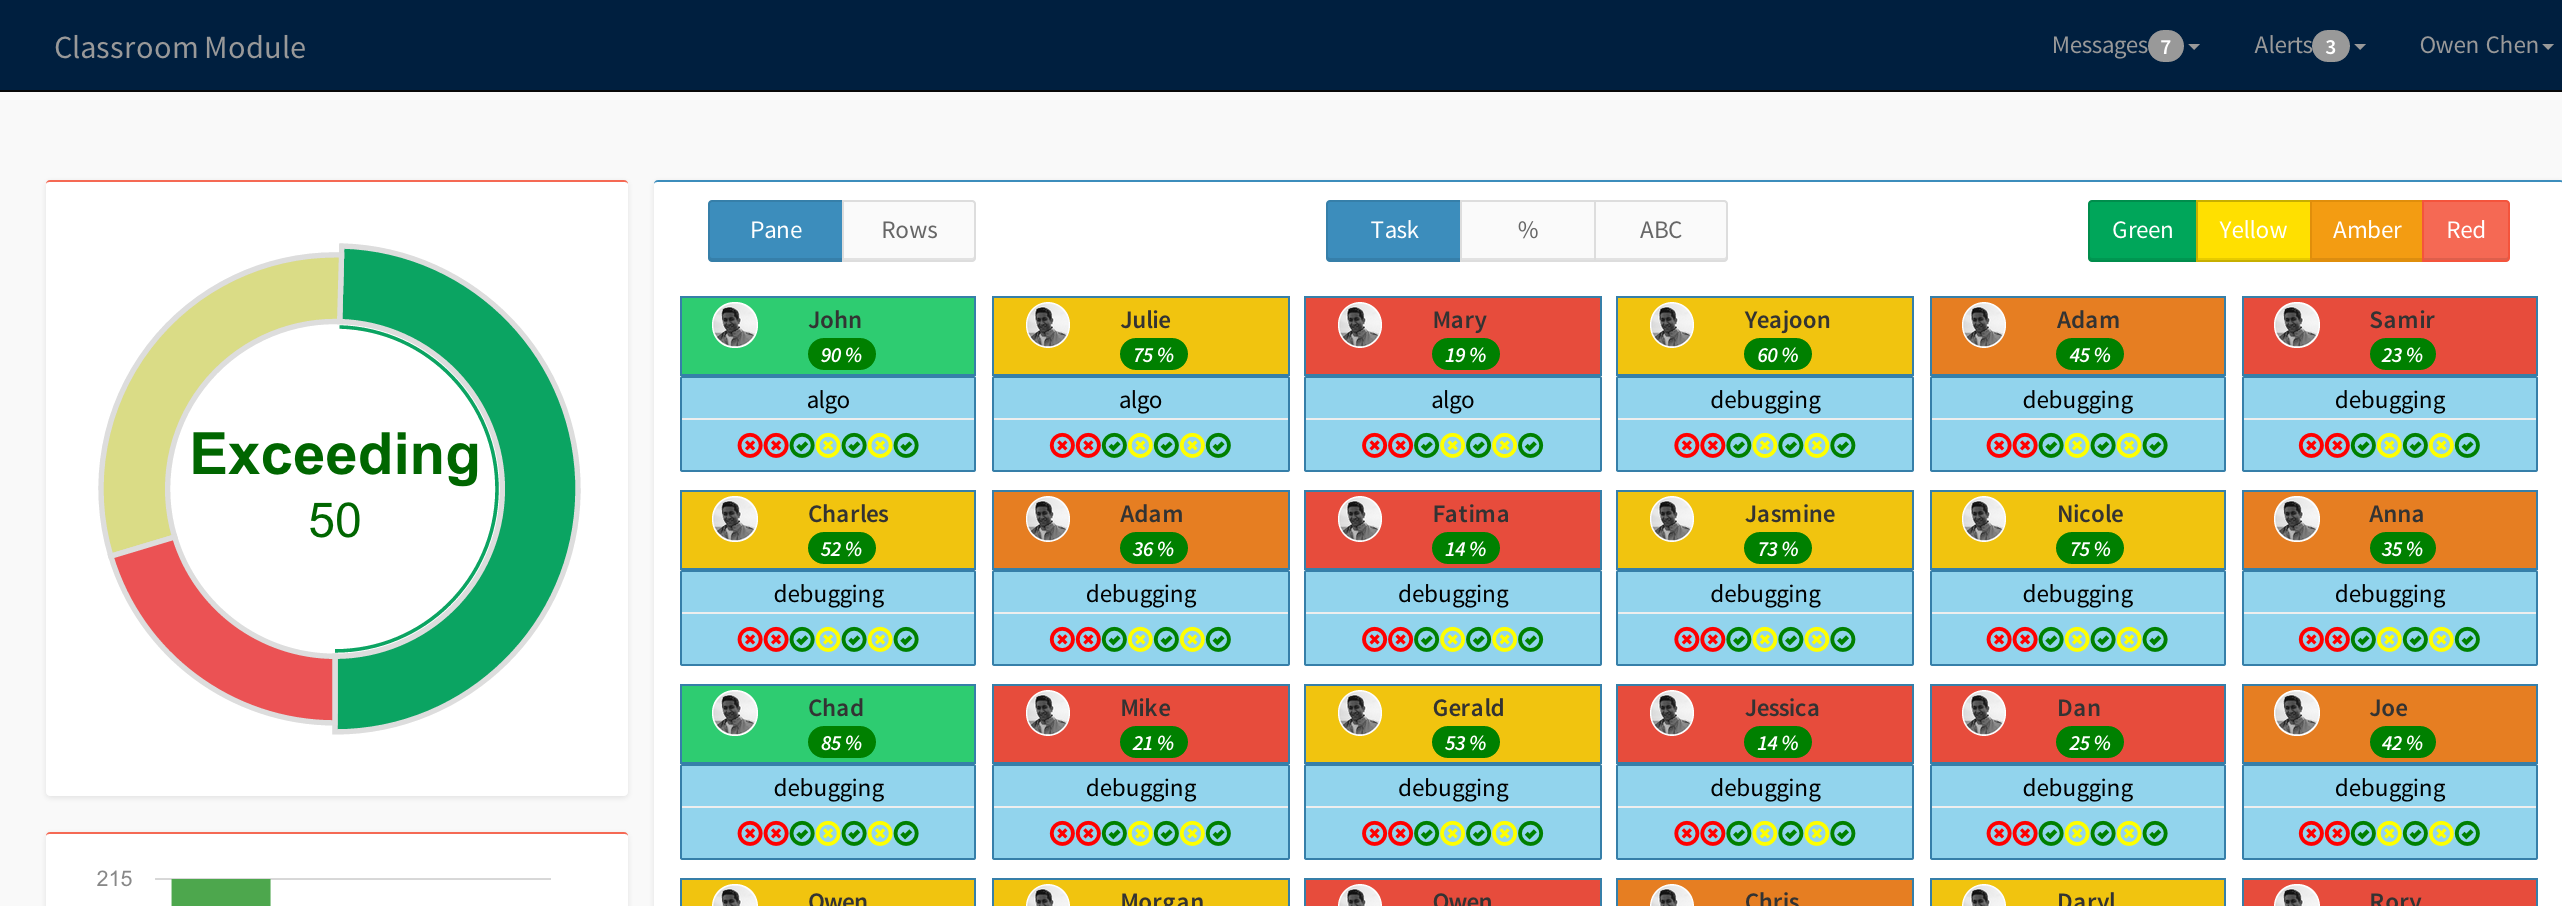 Classroom Module
Messages 7
Alerts 3
Owen Chen
Exceeding
50
215
Pane Rows
Task % ABC
Green Yellow Amber Red
John Julie Mary Yeajoon Adam Samir
90 % 75 % 19 % 60 % 45 % 23 %
algo algo algo debugging debugging debugging
Charles Adam Fatima Jasmine Nicole Anna
52 % 36 % 14 % 73 % 75 % 35 %
debugging debugging debugging debugging debugging debugging
Chad Mike Gerald Jessica Dan Joe
85 % 21 % 53 % 14 % 25 % 42 %
debugging debugging debugging debugging debugging debugging
Owen Morgan Owen Chris Daryl Rory